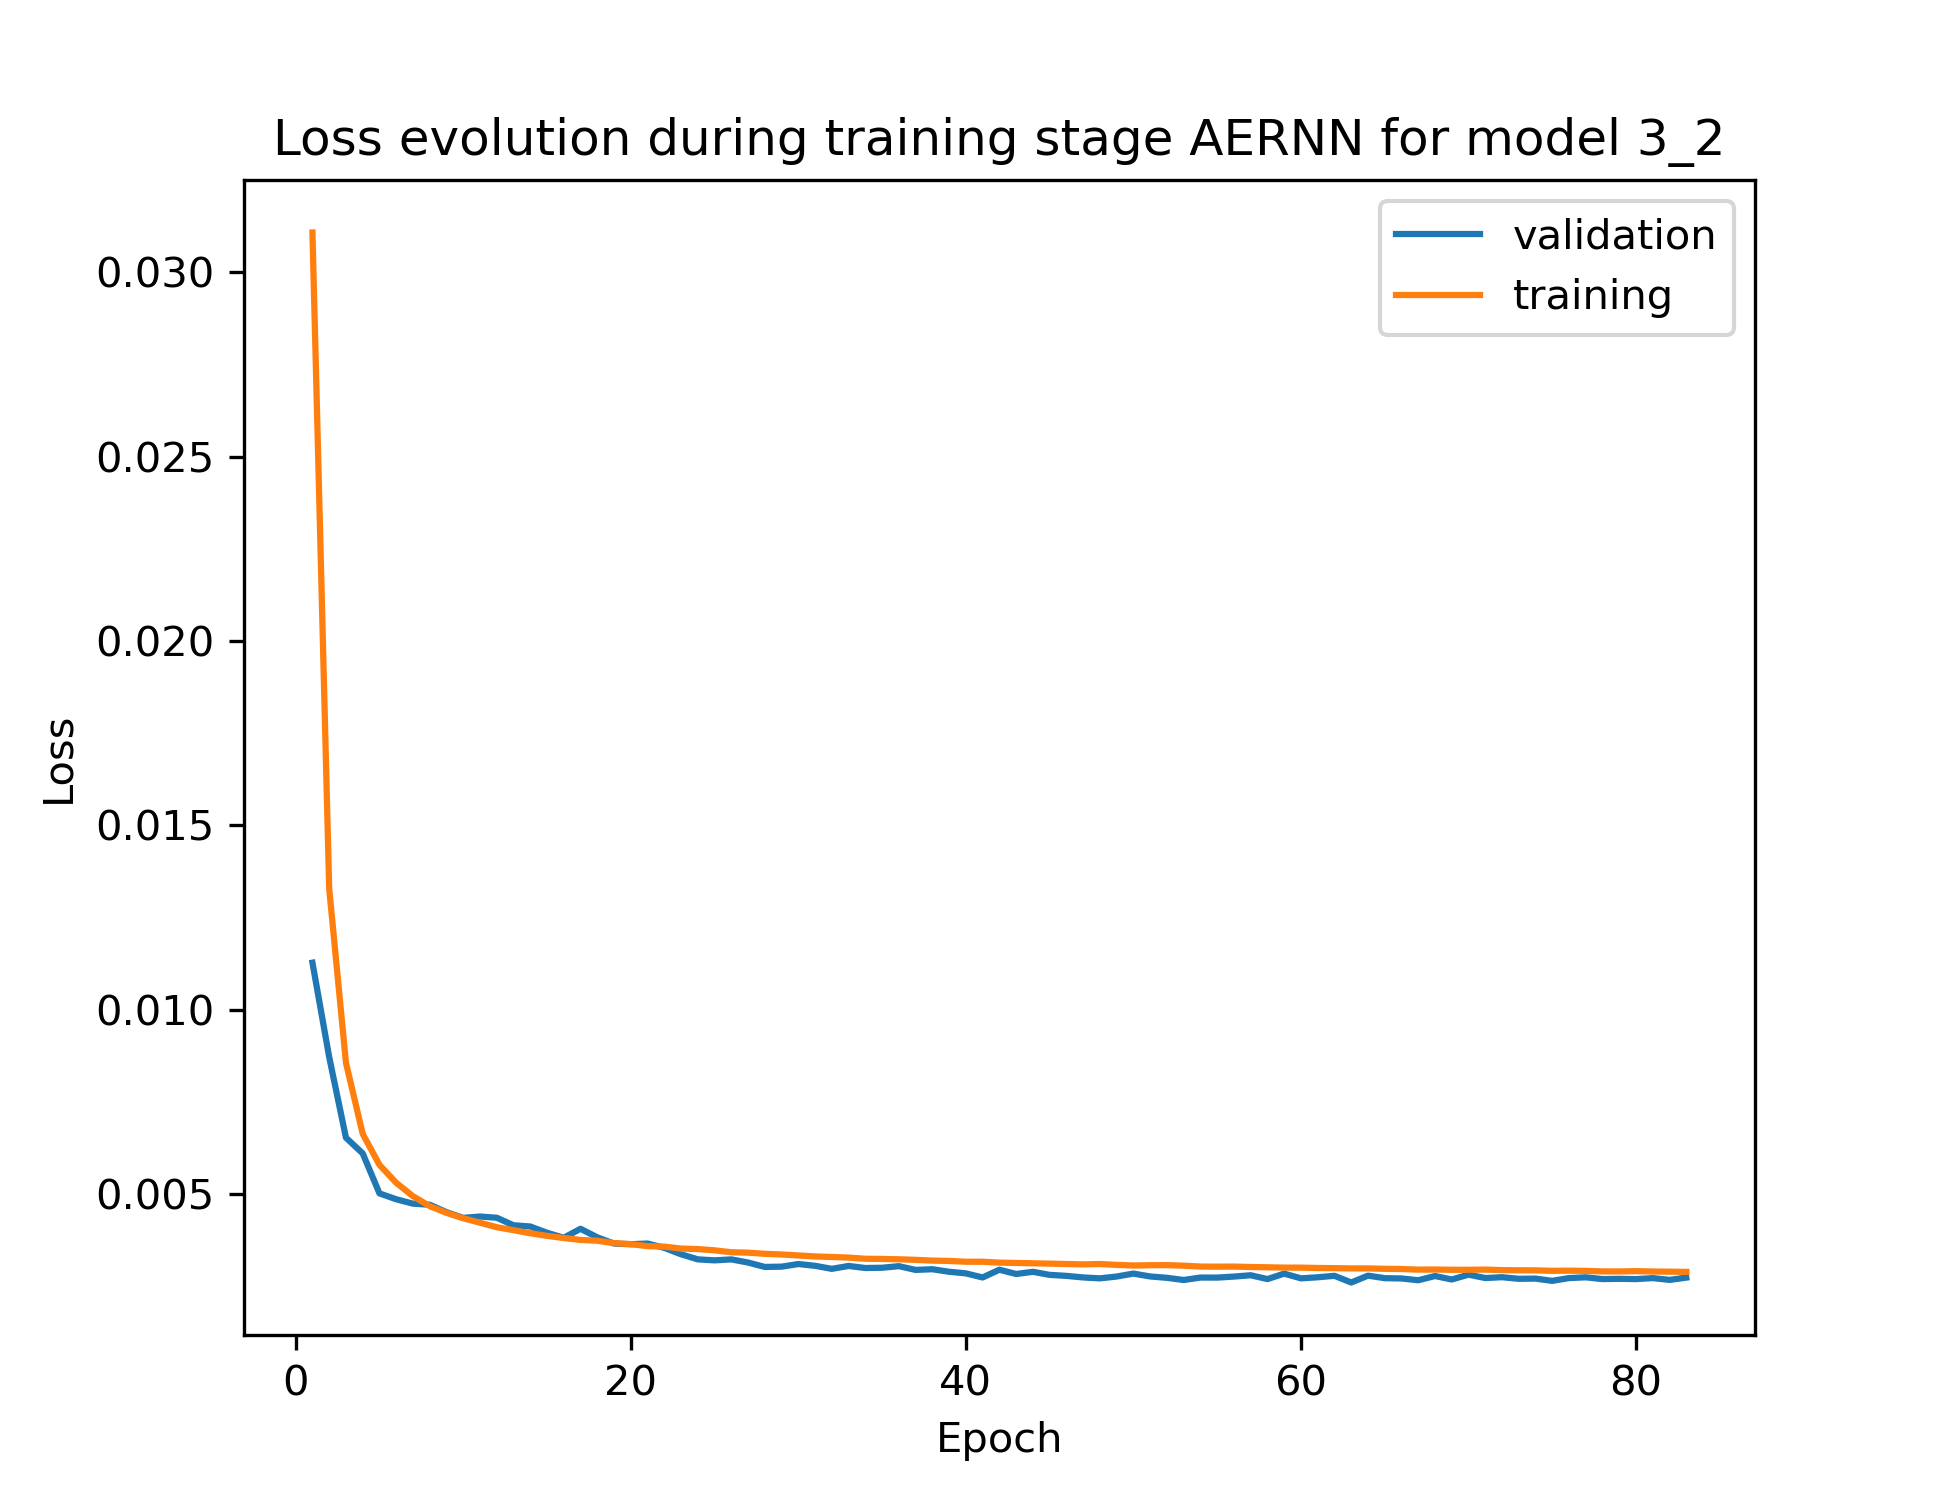 Loss evolution during training stage AERNN for model 3_2
validation
training
0.030
0.025
0.020
0.015
0.010
0.005
Loss
0 20 40 60 80
Epoch